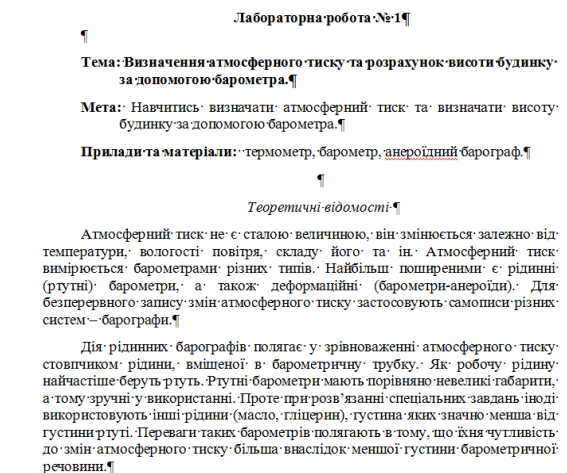 Лабораторна робота № 1
Тема: Визначення атмосферного тиску та розрахунок висоти будинку
за допомогою барометра.
Мета: Навчитись визначати атмосферний тиск та визначати висоту
будинку за допомогою барометра.
Прилади та матеріали: термометр, барометр, анероїдний барограф.
Теоретичні відомості
Атмосферний тиск не є сталою величиною, він змінюється залежно від
температури, вологості повітря, складу його та ін. Атмосферний тиск
вимірюється барометрами різних типів. Найбільш поширеними є рідинні
(ртутні) барометри, а також деформаційні (барометри-анероїди). Для
безперервного запису змін атмосферного тиску застосовують самописи різних
систем – барографи.
Дія рідинних барографів полягає у зрівноваженні атмосферного тиску
стовпчиком рідини, вміщеної в барометричну трубку. Як робочу рідину
найчастіше беруть ртуть. Ртутні барометри мають порівняно невеликі габарити,
а тому зручні у використанні. Проте при розв’язанні спеціальних завдань іноді
використовують інші рідини (масло, гліцерин), густина яких значно менша від
густини ртуті. Переваги таких барометрів полягають в тому, що їхня чутливість
до змін атмосферного тиску більша внаслідок меншої густини барометричної
речовини.